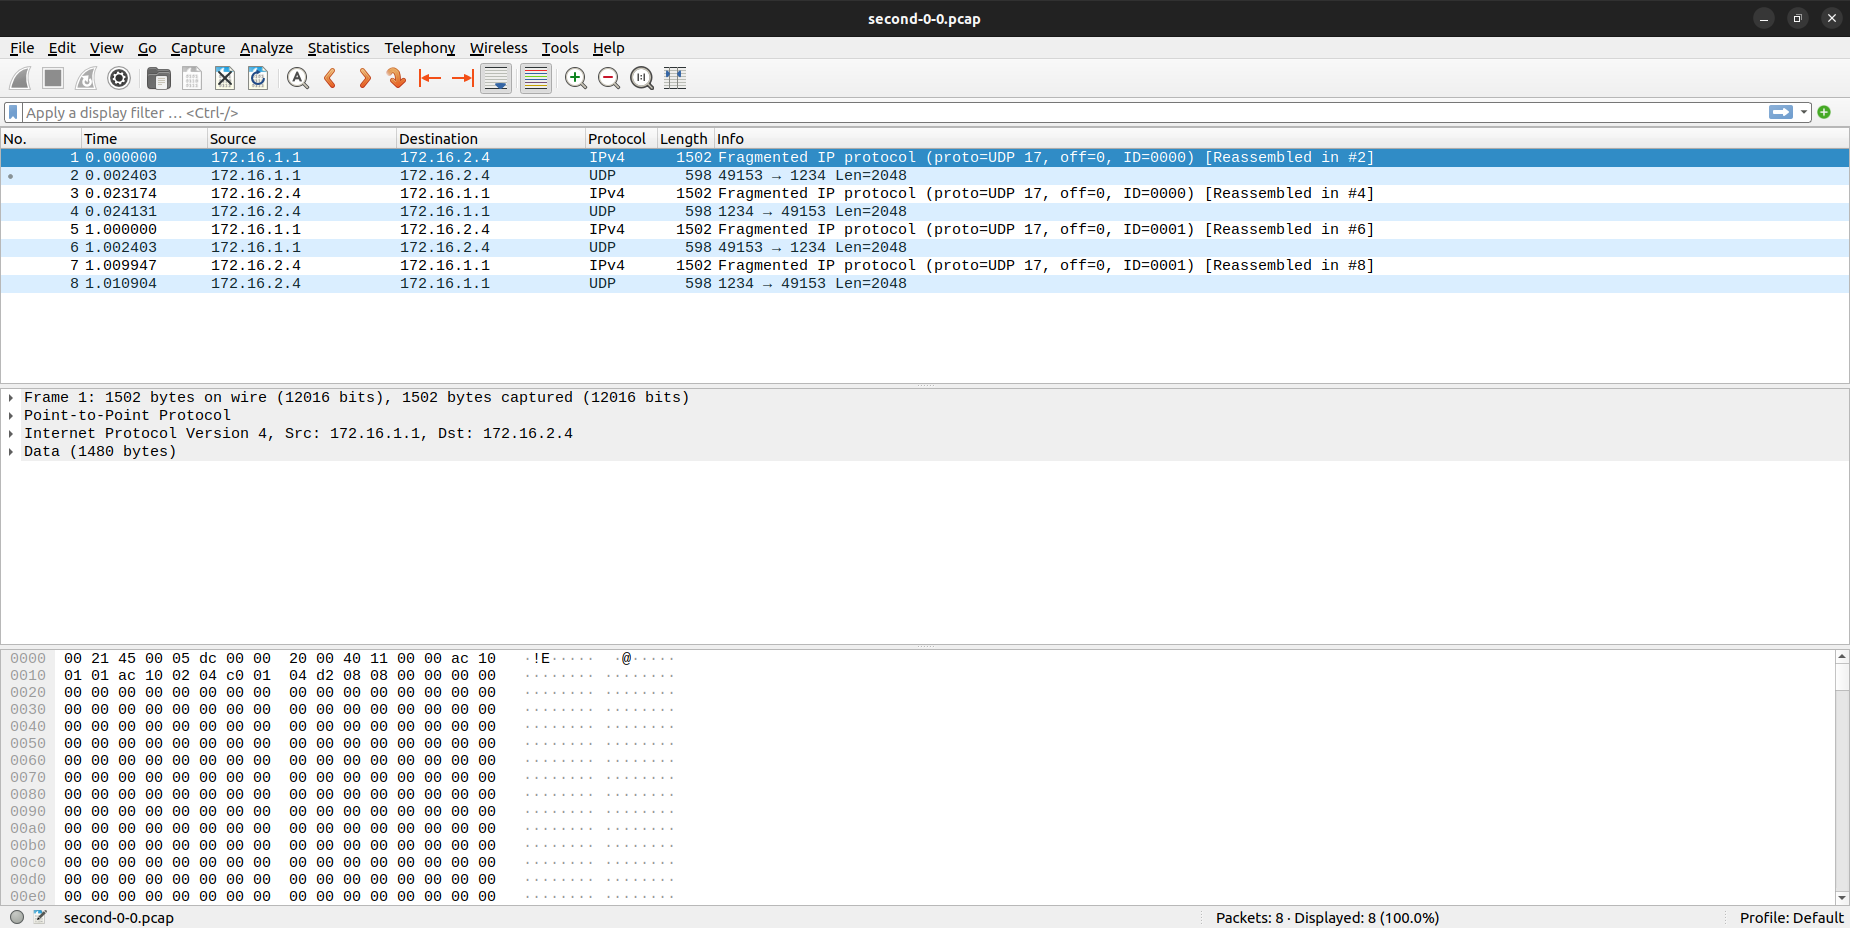 second-0-0.pcap
File Edit View Go Capture Analyze Statistics Telephony Wireless Tools Help
Apply a display filter … <Ctrl-/>
No. Time Source Destination Protocol Length Info
1 0.000000 172.16.1.1 172.16.2.4 IPv4 1502 Fragmented IP protocol (proto=UDP 17, off=0, ID=0000) [Reassembled in #2]
2 0.002403 172.16.1.1 172.16.2.4 UDP 598 49153 → 1234 Len=2048
3 0.023174 172.16.2.4 172.16.1.1 IPv4 1502 Fragmented IP protocol (proto=UDP 17, off=0, ID=0000) [Reassembled in #4]
4 0.024131 172.16.2.4 172.16.1.1 UDP 598 1234 → 49153 Len=2048
5 1.000000 172.16.1.1 172.16.2.4 IPv4 1502 Fragmented IP protocol (proto=UDP 17, off=0, ID=0001) [Reassembled in #6]
6 1.002403 172.16.1.1 172.16.2.4 UDP 598 49153 → 1234 Len=2048
7 1.009947 172.16.2.4 172.16.1.1 IPv4 1502 Fragmented IP protocol (proto=UDP 17, off=0, ID=0001) [Reassembled in #8]
8 1.010904 172.16.2.4 172.16.1.1 UDP 598 1234 → 49153 Len=2048
Frame 1: 1502 bytes on wire (12016 bits), 1502 bytes captured (12016 bits)
Point-to-Point Protocol
Internet Protocol Version 4, Src: 172.16.1.1, Dst: 172.16.2.4
Data (1480 bytes)
0000 00 21 45 00 05 dc 00 00 20 00 40 11 00 00 ac 10 ·!E····· ·@·····
0010 01 01 ac 10 02 04 c0 01 04 d2 08 08 00 00 00 00 ········ ········
0020 00 00 00 00 00 00 00 00 00 00 00 00 00 00 00 00 ········ ········
0030 00 00 00 00 00 00 00 00 00 00 00 00 00 00 00 00 ········ ········
0040 00 00 00 00 00 00 00 00 00 00 00 00 00 00 00 00 ········ ········
0050 00 00 00 00 00 00 00 00 00 00 00 00 00 00 00 00 ········ ········
0060 00 00 00 00 00 00 00 00 00 00 00 00 00 00 00 00 ········ ········
0070 00 00 00 00 00 00 00 00 00 00 00 00 00 00 00 00 ········ ········
0080 00 00 00 00 00 00 00 00 00 00 00 00 00 00 00 00 ········ ········
0090 00 00 00 00 00 00 00 00 00 00 00 00 00 00 00 00 ········ ········
00a0 00 00 00 00 00 00 00 00 00 00 00 00 00 00 00 00 ········ ········
00b0 00 00 00 00 00 00 00 00 00 00 00 00 00 00 00 00 ········ ········
00c0 00 00 00 00 00 00 00 00 00 00 00 00 00 00 00 00 ········ ········
00d0 00 00 00 00 00 00 00 00 00 00 00 00 00 00 00 00 ········ ········
00e0 00 00 00 00 00 00 00 00 00 00 00 00 00 00 00 00 ········ ········
second-0-0.pcap Packets: 8 · Displayed: 8 (100.0%) Profile: Default